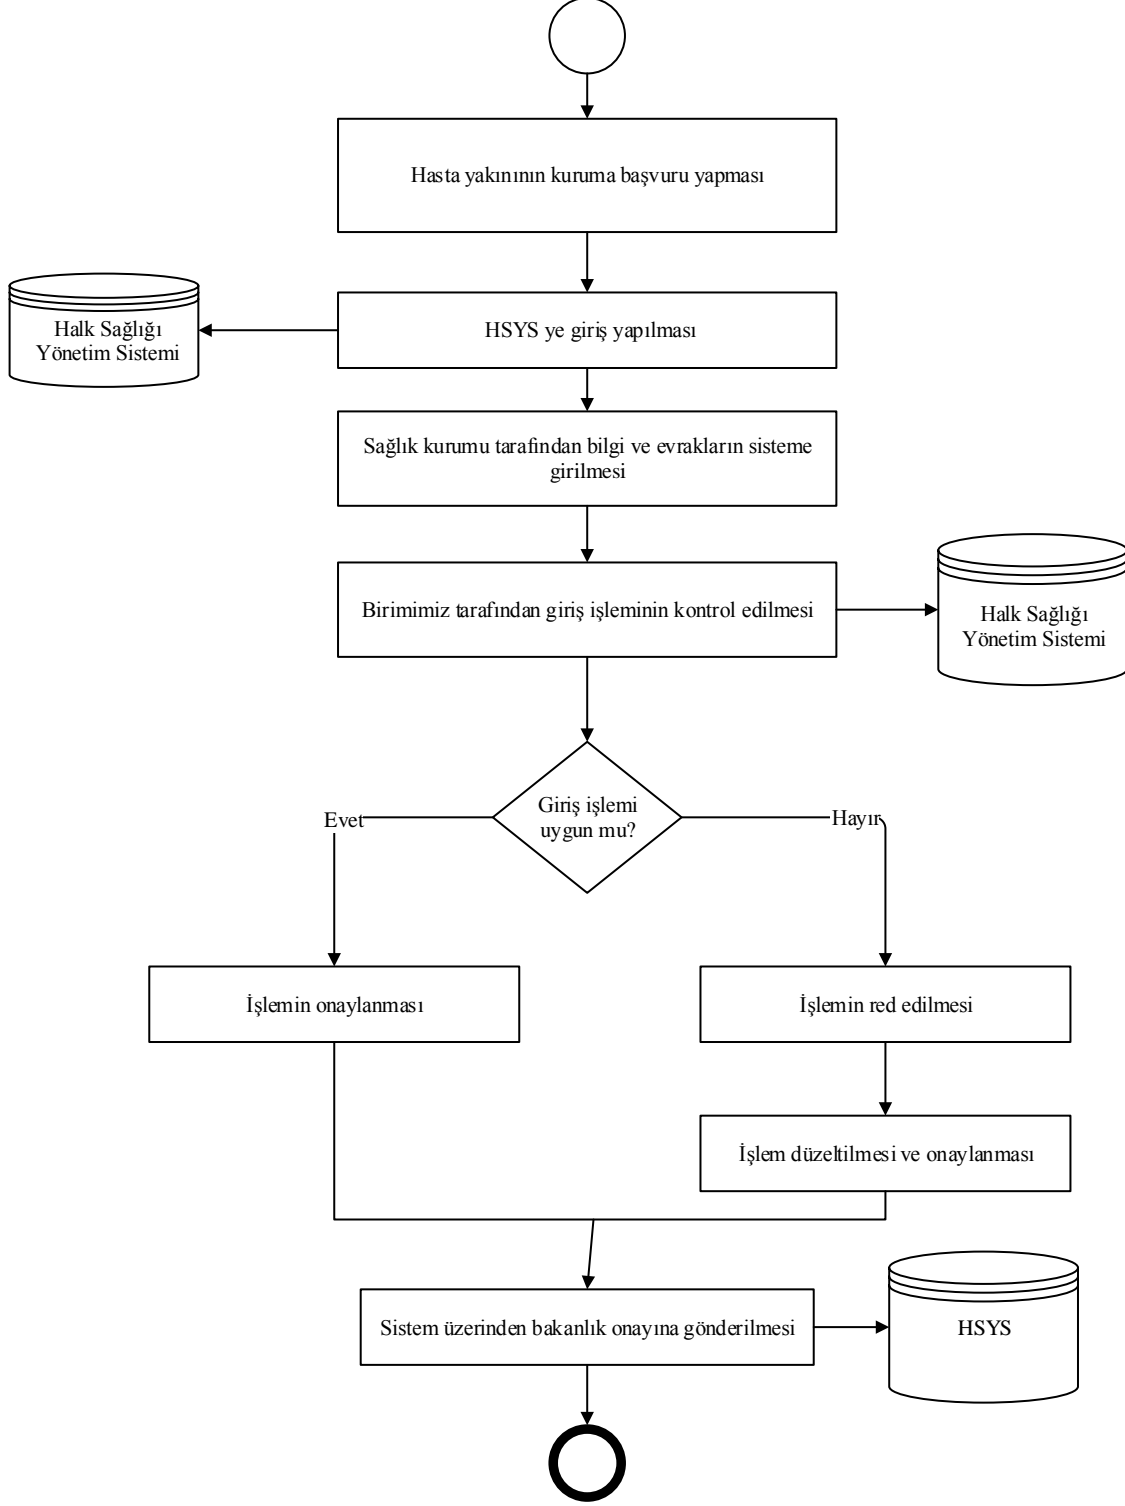 Hasta yakınının kuruma başvuru yapması
Halk Sağlığı
Yönetim Sistemi
HSYS ye giriş yapılması
Sağlık kurumu tarafından bilgi ve evrakların sisteme
girilmesi
Birimimiz tarafından giriş işleminin kontrol edilmesi
Halk Sağlığı
Yönetim Sistemi
Giriş işlemi
uygun mu?
Evet
Hayır
İşlemin onaylanması
İşlemin red edilmesi
İşlem düzeltilmesi ve onaylanması
Sistem üzerinden bakanlık onayına gönderilmesi
HSYS